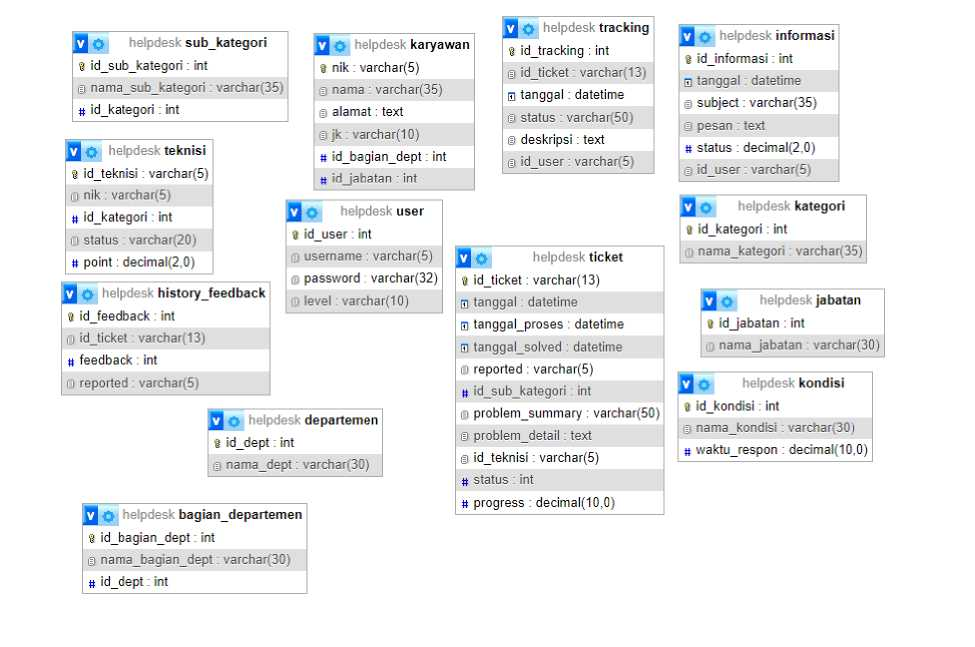 helpdesk sub_kategori
id_sub_kategori : int
nama_sub_kategori : varchar(35)
# id_kategori : int
helpdesk karyawan
nik : varchar(5)
nama : varchar(35)
alamat : text
jk : varchar(10)
# id_bagian_dept : int
# id_jabatan : int
helpdesk tracking
id_tracking : int
id_ticket : varchar(13)
tanggal : datetime
status : varchar(50)
deskripsi : text
id_user : varchar(5)
helpdesk informasi
id_informasi : int
tanggal : datetime
subject : varchar(35)
pesan : text
# status : decimal(2,0)
id_user : varchar(5)
helpdesk teknisi
id_teknisi : varchar(5)
nik : varchar(5)
# id_kategori : int
status : varchar(20)
# point : decimal(2,0)
helpdesk user
id_user : int
username : varchar(5)
password : varchar(32)
level : varchar(10)
helpdesk kategori
id_kategori : int
nama_kategori : varchar(35)
helpdesk ticket
id_ticket : varchar(13)
tanggal : datetime
tanggal_proses : datetime
tanggal_solved : datetime
reported : varchar(5)
# id_sub_kategori : int
problem_summary : varchar(50)
problem_detail : text
id_teknisi : varchar(5)
# status : int
# progress : decimal(10,0)
helpdesk history_feedback
id_feedback : int
id_ticket : varchar(13)
# feedback : int
reported : varchar(5)
helpdesk jabatan
id_jabatan : int
nama_jabatan : varchar(30)
helpdesk kondisi
id_kondisi : int
nama_kondisi : varchar(30)
# waktu_respon : decimal(10,0)
helpdesk departemen
id_dept : int
nama_dept : varchar(30)
helpdesk bagian_departemen
id_bagian_dept : int
nama_bagian_dept : varchar(30)
# id_dept : int